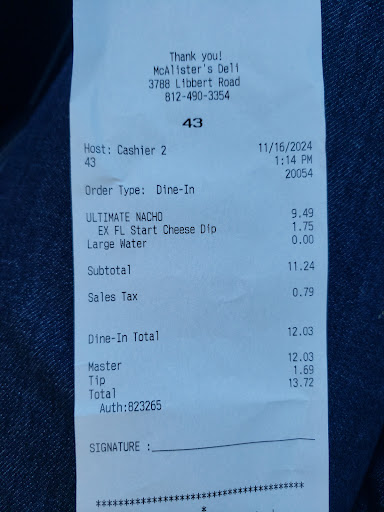 Thank you!
McAlister's Deli
3788 Libbert Road
812-490-3354
43
Host: Cashier 2 11/16/2024
43 1:14 PM
20054
Order Type: Dine-In
ULTIMATE NACHO 9.49
EX FL Start Cheese Dip 1.75
Large Water 0.00
Subtotal 11.24
Sales Tax 0.79
Dine-In Total 12.03
Master 12.03
Tip 1.69
Total 13.72
Auth:823265
SIGNATURE :
***************************************
*